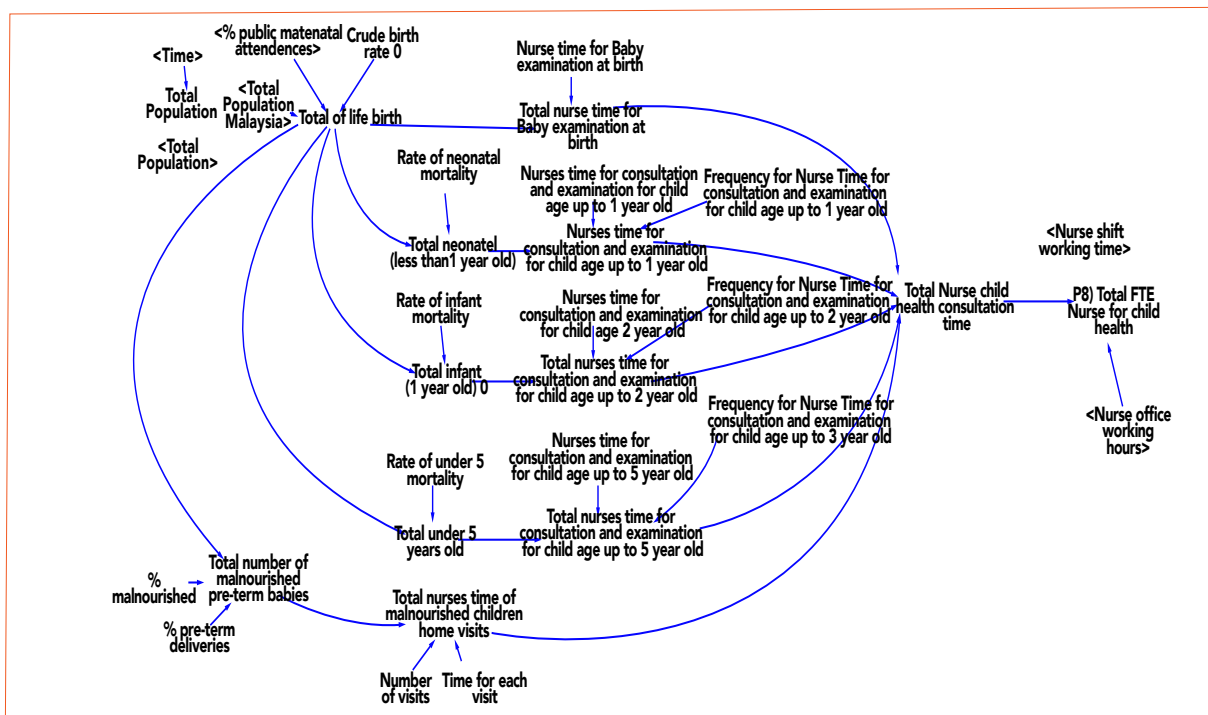 <% public matenatal
attendences>
Crude birth
rate 0
<Time>
Total
Population
<Total
Population
Malaysia>
<Total
Population>
Total of life birth
Nurse time for Baby
examination at birth
Total nurse time for
Baby examination at
birth
Rate of neonatal
mortality
Nurses time for consultation
and examination for child
age up to 1 year old
Frequency for Nurse Time for
consultation and examination
for child age up to 1 year old
Total neonatel
(less than1 year old)
Nurses time for
consultation and examination
for child age up to 1 year old
<Nurse shift
working time>
Rate of infant
mortality
Nurses time for
consultation and examination
for child age 2 year old
Frequency for Nurse Time for
consultation and examination
for child age up to 2 year old
Total Nurse child
health consultation
time
P8) Total FTE
Nurse for child
health
Total infant
(1 year old) 0
Total nurses time for
consultation and examination
for child age up to 2 year old
Frequency for Nurse Time for
consultation and examination
for child age up to 3 year old
<Nurse office
working
hours>
Rate of under 5
mortality
Nurses time for
consultation and examination
for child age up to 5 year old
Total under 5
years old
Total nurses time for
consultation and examination
for child age up to 5 year old
%
malnourished
Total number of
malnourished
pre-term babies
% pre-term
deliveries
Total nurses time of
malnourished children
home visits
Number
of visits
Time for each
visit